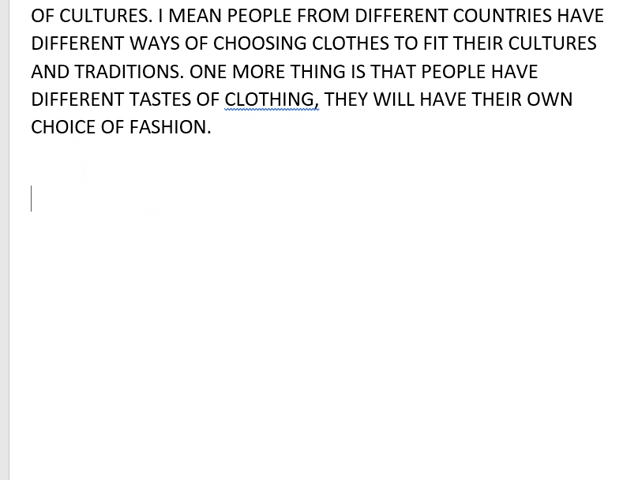 OF CULTURES. I MEAN PEOPLE FROM DIFFERENT COUNTRIES HAVE
DIFFERENT WAYS OF CHOOSING CLOTHES TO FIT THEIR CULTURES
AND TRADITIONS. ONE MORE THING IS THAT PEOPLE HAVE
DIFFERENT TASTES OF CLOTHING, THEY WILL HAVE THEIR OWN
CHOICE OF FASHION.